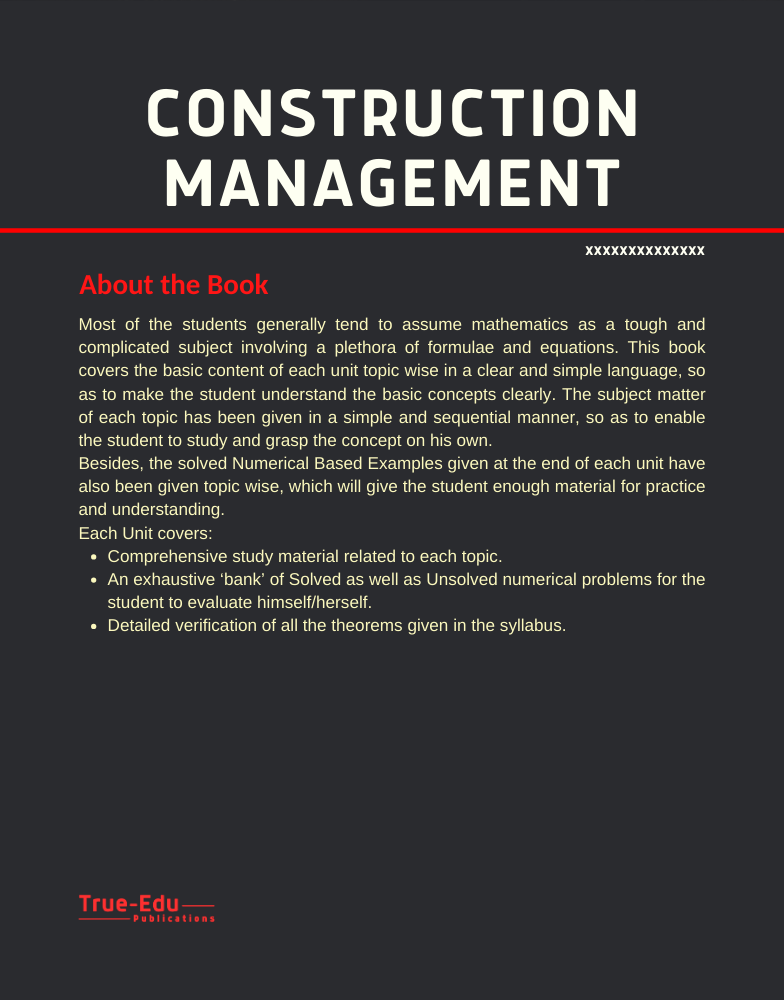 CONSTRUCTION
MANAGEMENT
xxxxxxxxxxxxxx
About the Book
Most of the students generally tend to assume mathematics as a tough and
complicated subject involving a plethora of formulae and equations. This book
covers the basic content of each unit topic wise in a clear and simple language, so
as to make the student understand the basic concepts clearly. The subject matter
of each topic has been given in a simple and sequential manner, so as to enable
the student to study and grasp the concept on his own.
Besides, the solved Numerical Based Examples given at the end of each unit have
also been given topic wise, which will give the student enough material for practice
and understanding.
Each Unit covers:
• Comprehensive study material related to each topic.
• An exhaustive ‘bank’ of Solved as well as Unsolved numerical problems for the
student to evaluate himself/herself.
• Detailed verification of all the theorems given in the syllabus.
True-Edu
Publications